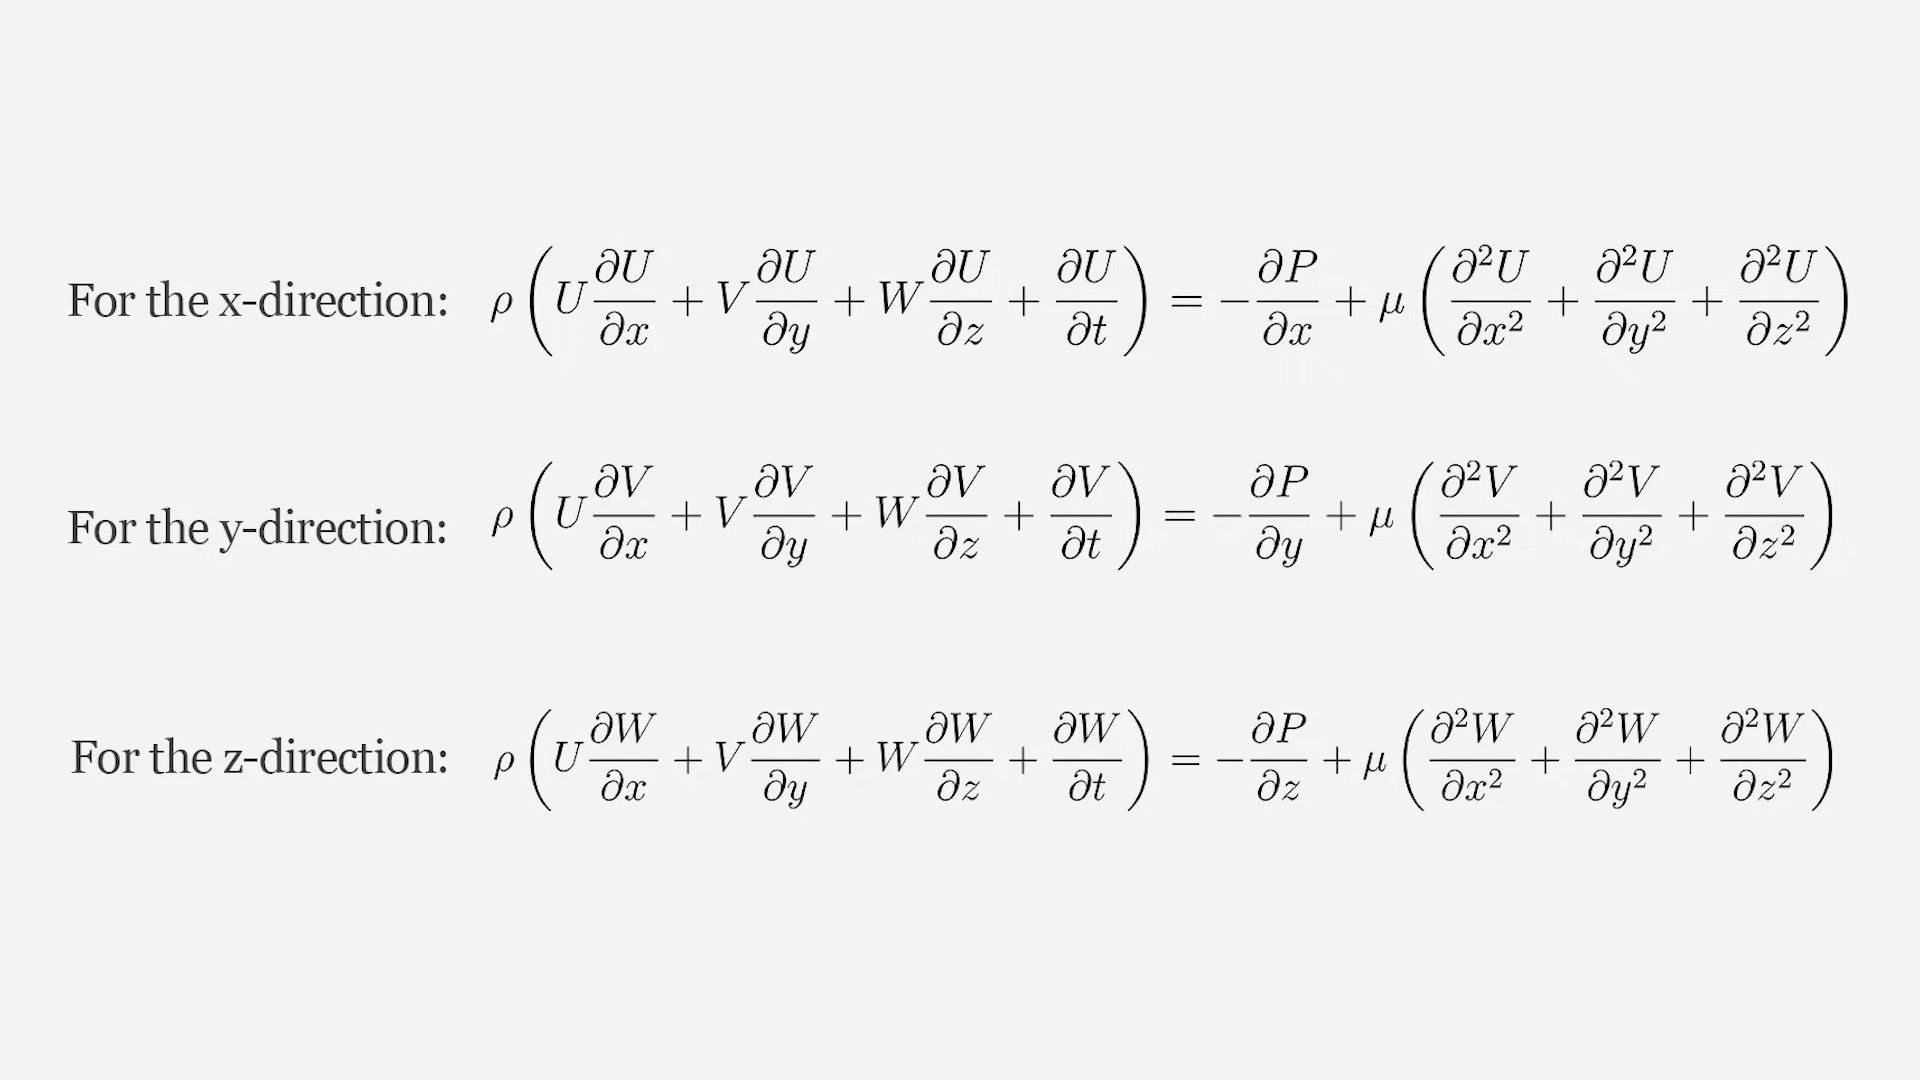 For the x-direction: ρ ( U ∂U/∂x + V ∂U/∂y + W ∂U/∂z + ∂U/∂t ) = − ∂P/∂x + μ ( ∂²U/∂x² + ∂²U/∂y² + ∂²U/∂z² )
For the y-direction: ρ ( U ∂V/∂x + V ∂V/∂y + W ∂V/∂z + ∂V/∂t ) = − ∂P/∂y + μ ( ∂²V/∂x² + ∂²V/∂y² + ∂²V/∂z² )
For the z-direction: ρ ( U ∂W/∂x + V ∂W/∂y + W ∂W/∂z + ∂W/∂t ) = − ∂P/∂z + μ ( ∂²W/∂x² + ∂²W/∂y² + ∂²W/∂z² )